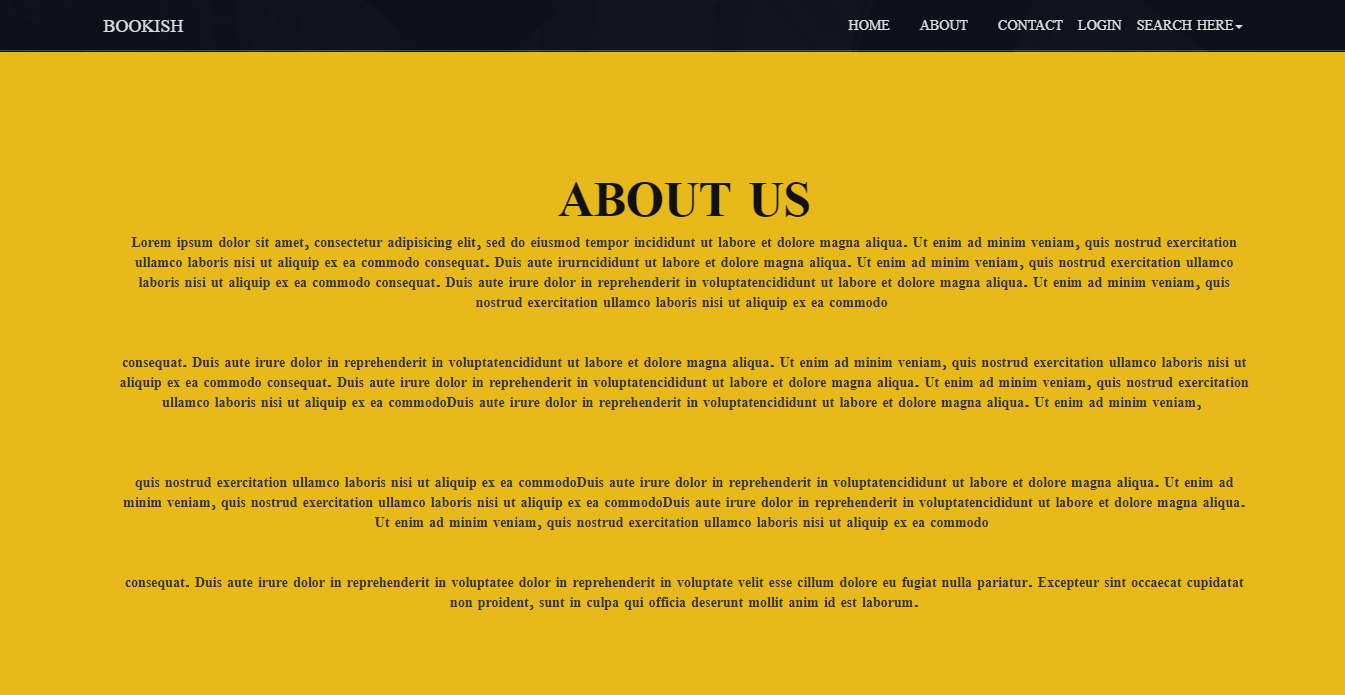 BOOKISH HOME ABOUT CONTACT LOGIN SEARCH HERE
ABOUT US
Lorem ipsum dolor sit amet, consectetur adipisicing elit, sed do eiusmod tempor incididunt ut labore et dolore magna aliqua. Ut enim ad minim veniam, quis nostrud exercitation
ullamco laboris nisi ut aliquip ex ea commodo consequat. Duis aute irurncididunt ut labore et dolore magna aliqua. Ut enim ad minim veniam, quis nostrud exercitation ullamco
laboris nisi ut aliquip ex ea commodo consequat. Duis aute irure dolor in reprehenderit in voluptatencididunt ut labore et dolore magna aliqua. Ut enim ad minim veniam, quis
nostrud exercitation ullamco laboris nisi ut aliquip ex ea commodo
consequat. Duis aute irure dolor in reprehenderit in voluptatencididunt ut labore et dolore magna aliqua. Ut enim ad minim veniam, quis nostrud exercitation ullamco laboris nisi ut
aliquip ex ea commodo consequat. Duis aute irure dolor in reprehenderit in voluptatencididunt ut labore et dolore magna aliqua. Ut enim ad minim veniam, quis nostrud exercitation
ullamco laboris nisi ut aliquip ex ea commodoDuis aute irure dolor in reprehenderit in voluptatencididunt ut labore et dolore magna aliqua. Ut enim ad minim veniam,
quis nostrud exercitation ullamco laboris nisi ut aliquip ex ea commodoDuis aute irure dolor in reprehenderit in voluptatencididunt ut labore et dolore magna aliqua. Ut enim ad
minim veniam, quis nostrud exercitation ullamco laboris nisi ut aliquip ex ea commodoDuis aute irure dolor in reprehenderit in voluptatencididunt ut labore et dolore magna aliqua.
Ut enim ad minim veniam, quis nostrud exercitation ullamco laboris nisi ut aliquip ex ea commodo
consequat. Duis aute irure dolor in reprehenderit in voluptatee dolor in reprehenderit in voluptate velit esse cillum dolore eu fugiat nulla pariatur. Excepteur sint occaecat cupidatat
non proident, sunt in culpa qui officia deserunt mollit anim id est laborum.